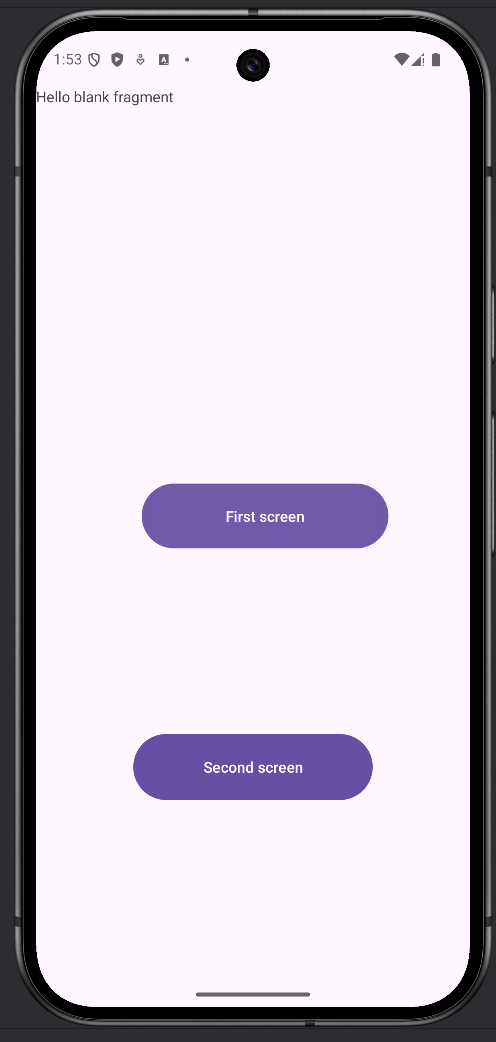 1:53
Hello blank fragment
First screen
Second screen